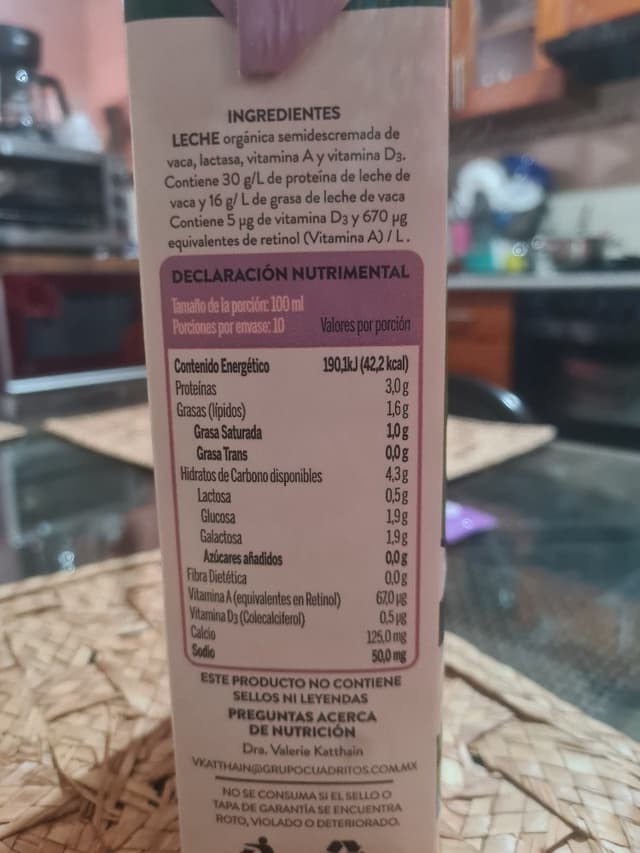 INGREDIENTES
LECHE orgánica semidescremada de
vaca, lactasa, vitamina A y vitamina D3.
Contiene 30 g/L de proteína de leche de
vaca y 16 g/ L de grasa de leche de vaca
Contiene 5 µg de vitamina D3 y 670 µg
equivalentes de retinol (Vitamina A) / L.
DECLARACIÓN NUTRIMENTAL
Tamaño de la porción: 100 ml
Porciones por envase: 10 Valores por porción
Contenido Energético 190,1kJ (42,2 kcal)
Proteínas 3,0 g
Grasas (lípidos) 1,6 g
Grasa Saturada 1,0 g
Grasa Trans 0,0 g
Hidratos de Carbono disponibles 4,3 g
Lactosa 0,5 g
Glucosa 1,9 g
Galactosa 1,9 g
Azúcares añadidos 0,0 g
Fibra Dietética 0,0 g
Vitamina A (equivalentes en Retinol) 67,0 µg
Vitamina D3 (Colecalciferol) 0,5 µg
Calcio 125,0 mg
Sodio 50,0 mg
ESTE PRODUCTO NO CONTIENE
SELLOS NI LEYENDAS
PREGUNTAS ACERCA
DE NUTRICIÓN
Dra. Valerie Katthain
VKATTHAIN@GRUPOCUADRITOS.COM.MX
NO SE CONSUMA SI EL SELLO O
TAPA DE GARANTÍA SE ENCUENTRA
ROTO, VIOLADO O DETERIORADO.